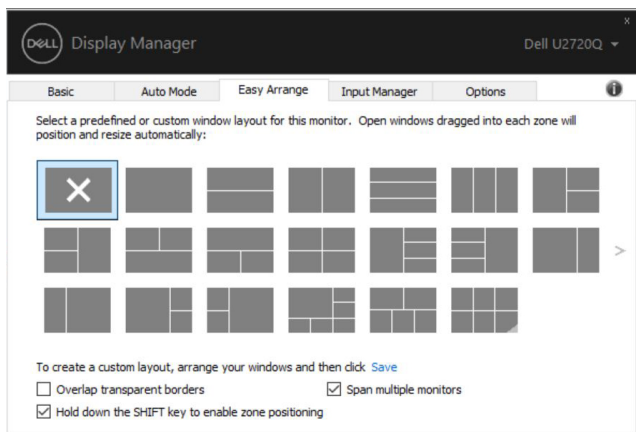 x
DELL Display Manager Dell U2720Q
Basic Auto Mode Easy Arrange Input Manager Options i
Select a predefined or custom window layout for this monitor. Open windows dragged into each zone will
position and resize automatically:
To create a custom layout, arrange your windows and then click Save
Overlap transparent borders Span multiple monitors
Hold down the SHIFT key to enable zone positioning